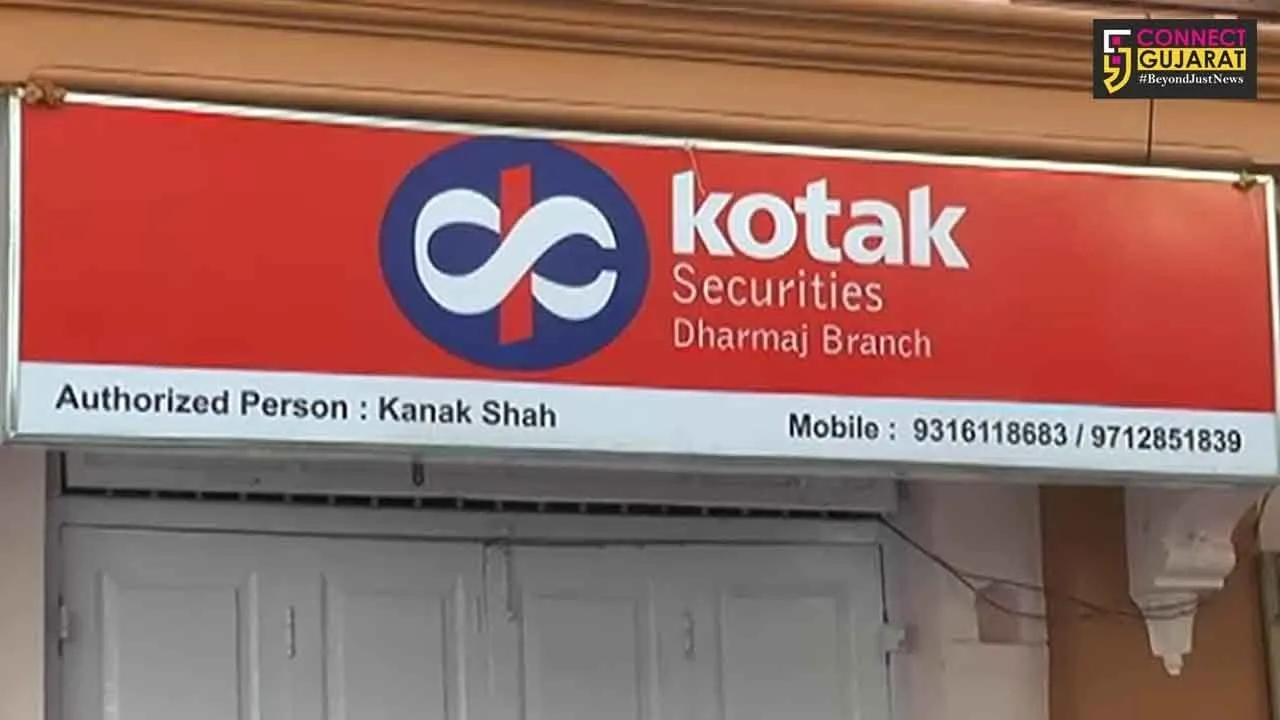 CONNECT
GUJARAT
#BeyondJustNews
kotak
Securities
Dharmaj Branch
Authorized Person : Kanak Shah
Mobile : 9316118683 / 9712851839